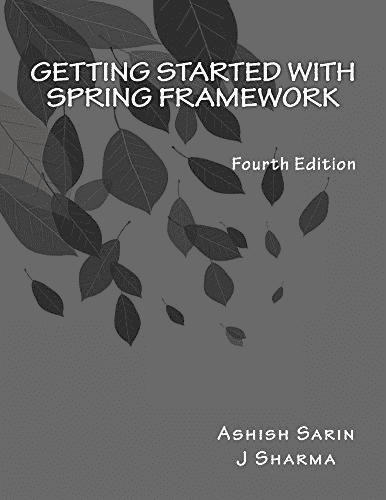 GETTING STARTED WITH
SPRING FRAMEWORK
Fourth Edition
ASHISH SARIN
J SHARMA